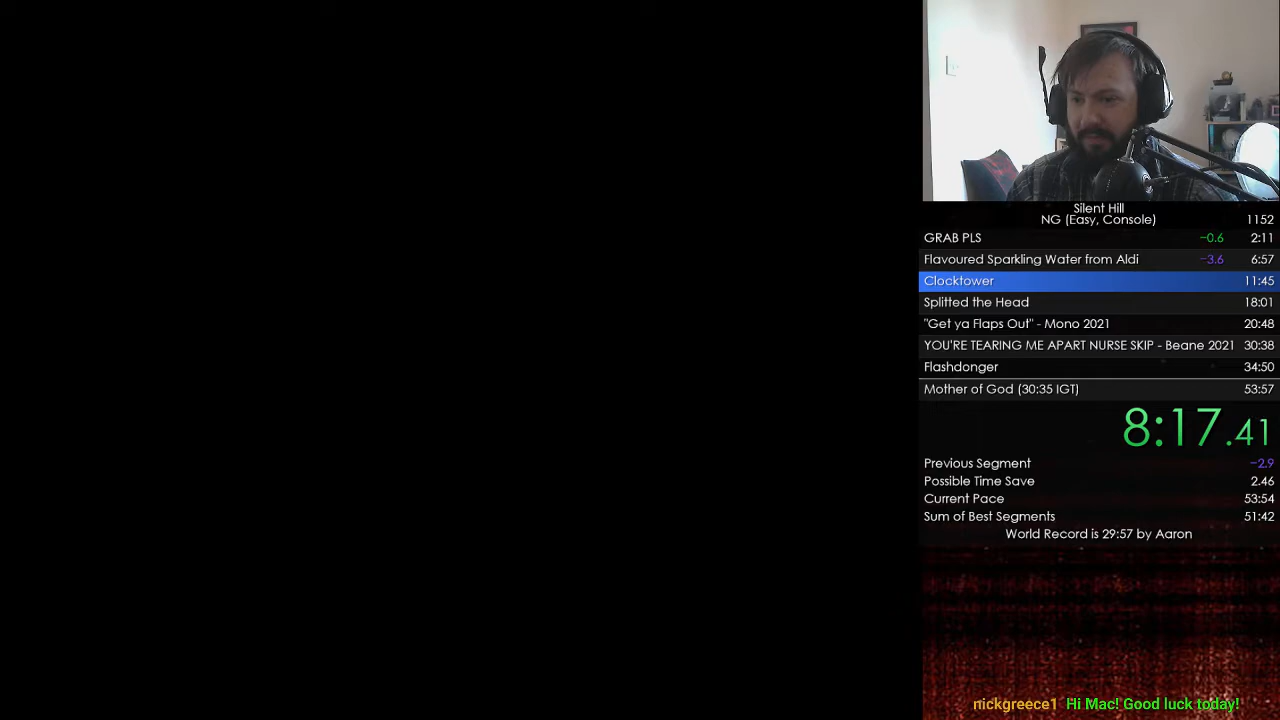 Silent Hill
NG (Easy, Console) 1152
GRAB PLS −0.6 2:11
Flavoured Sparkling Water from Aldi −3.6 6:57
Clocktower 11:45
Splitted the Head 18:01
"Get ya Flaps Out" - Mono 2021 20:48
YOU'RE TEARING ME APART NURSE SKIP - Beane 2021 30:38
Flashdonger 34:50
Mother of God (30:35 IGT) 53:57
8:17.41
Previous Segment −2.9
Possible Time Save 2.46
Current Pace 53:54
Sum of Best Segments 51:42
World Record is 29:57 by Aaron
nickgreece1 Hi Mac! Good luck today!